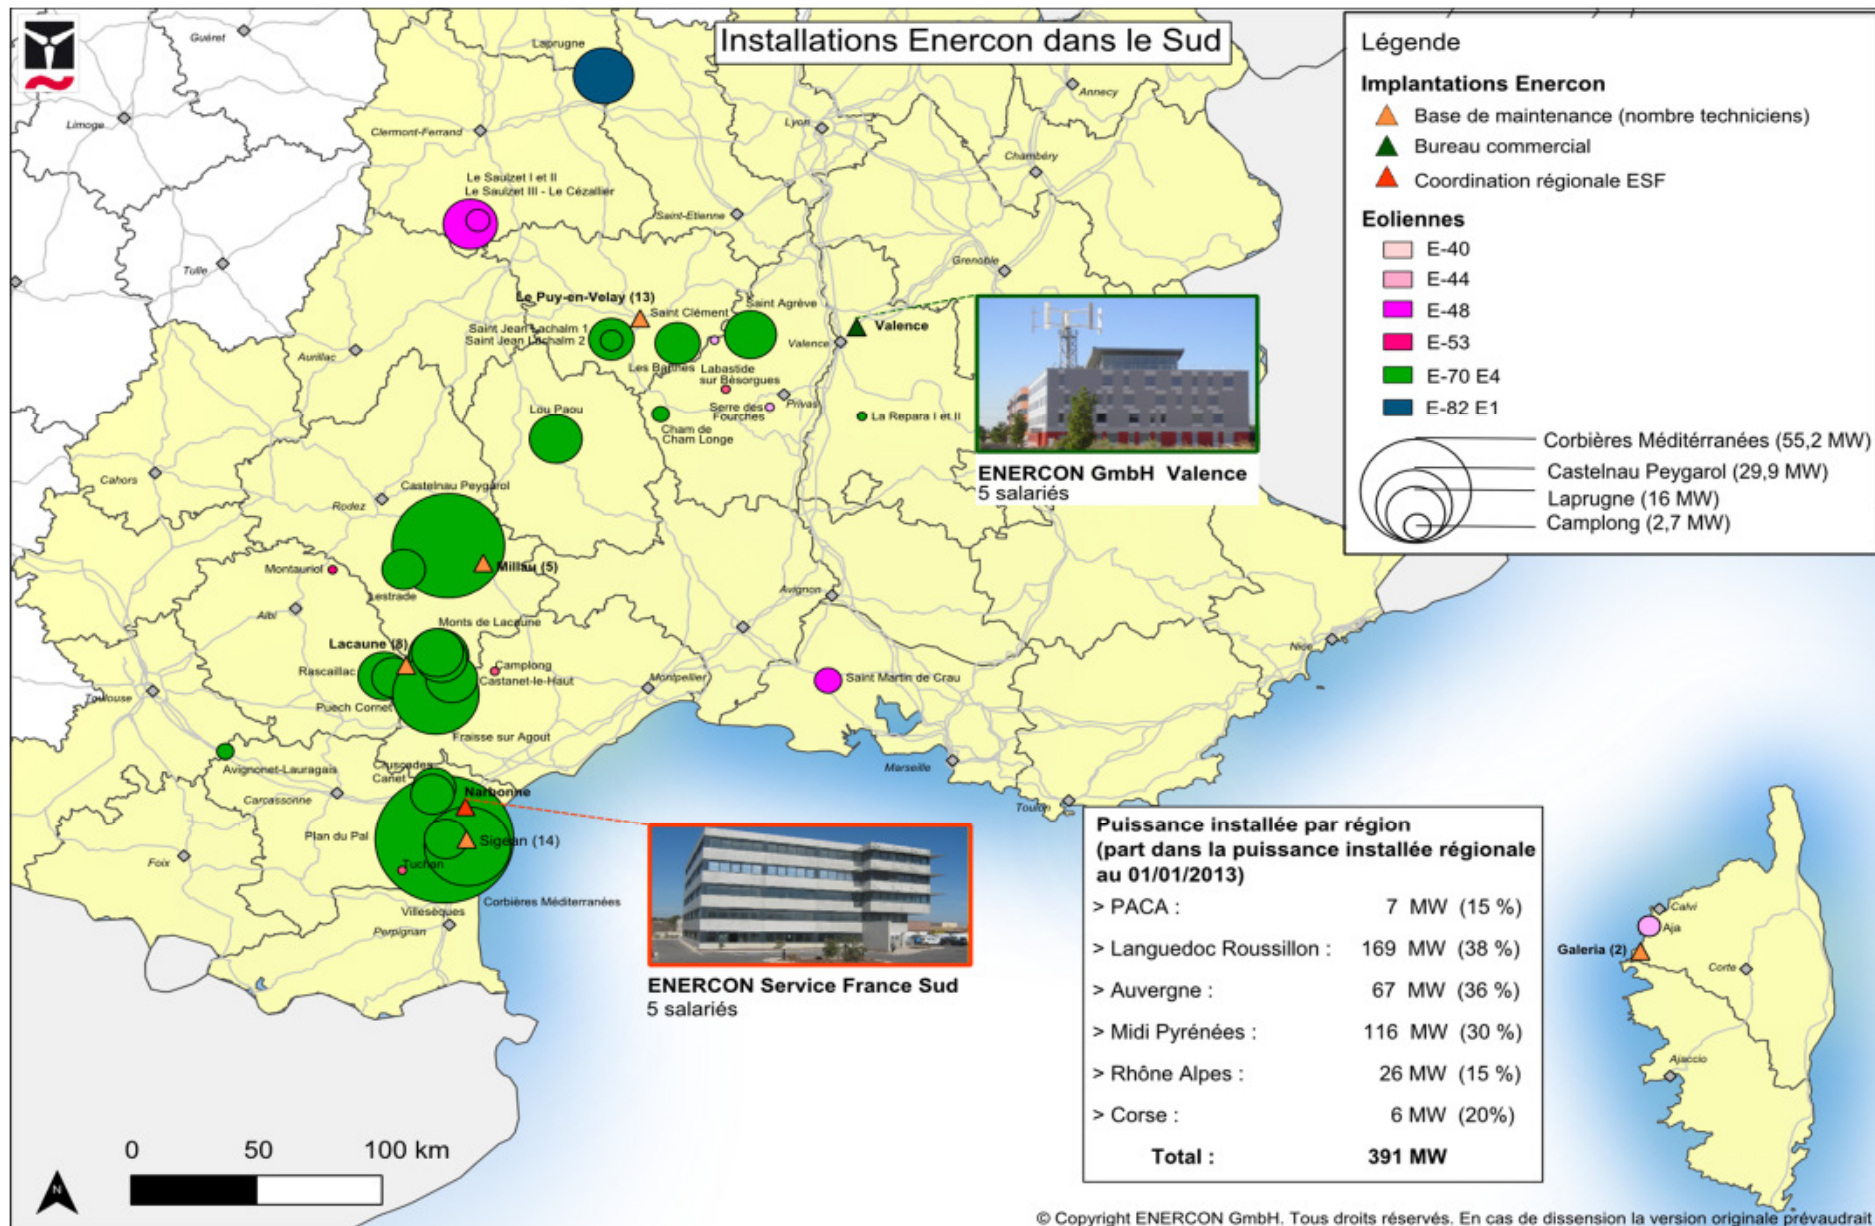 Installations Enercon dans le Sud
Guéret
Laprugne
Annecy
Limoge
Clermont-Ferrand
Lyon
Chambéry
Le Saulzet I et II
Le Saulzet III - Le Cézallier
Saint-Etienne
Tulle
Grenoble
Le Puy-en-Velay (13)
Saint Agrève
Saint Clément
Saint Jean Lachalm 1
Saint Jean Lachalm 2
Valence
Valence
Aurillac
Les Barthes
Labastide
sur Bésorgues
Lou Paou
Serre des
Fourches
Privas
La Repara I et II
Cham de
Cham Longe
ENERCON GmbH Valence
5 salariés
Cahors
Castelnau Peygarol
Rodez
Millau (5)
Montauriol
Lestrade
Avignon
Albi
Monts de Lacaune
Lacaune (8)
Rascaillac
Camplong
Castanet-le-Haut
Montpellier
Saint Martin de Crau
Nice
Toulouse
Puech Cornet
Fraisse sur Agout
Avignonet-Lauragais
Cruscades
Canet
Marseille
Carcassonne
Narbonne
Toulon
Plan du Pal
Sigean (14)
Foix
Tuchan
Corbières Méditerranées
Villesèques
Perpignan
ENERCON Service France Sud
5 salariés
0 50 100 km
N
Légende
Implantations Enercon
Base de maintenance (nombre techniciens)
Bureau commercial
Coordination régionale ESF
Eoliennes
E-40
E-44
E-48
E-53
E-70 E4
E-82 E1
Corbières Méditérranées (55,2 MW)
Castelnau Peygarol (29,9 MW)
Laprugne (16 MW)
Camplong (2,7 MW)
Puissance installée par région
(part dans la puissance installée régionale
au 01/01/2013)
> PACA : 7 MW (15 %)
> Languedoc Roussillon : 169 MW (38 %)
> Auvergne : 67 MW (36 %)
> Midi Pyrénées : 116 MW (30 %)
> Rhône Alpes : 26 MW (15 %)
> Corse : 6 MW (20%)
Total : 391 MW
Calvi
Aja
Galeria (2)
Corte
Ajaccio
© Copyright ENERCON GmbH. Tous droits réservés. En cas de dissension la version originale prévaudrait